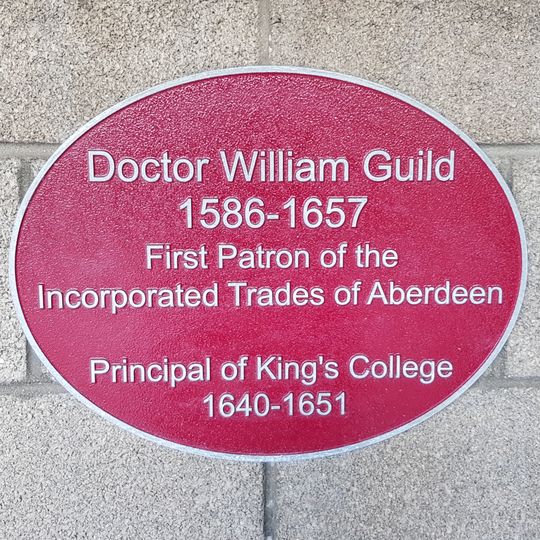 Doctor William Guild
1586-1657
First Patron of the
Incorporated Trades of Aberdeen
Principal of King's College
1640-1651